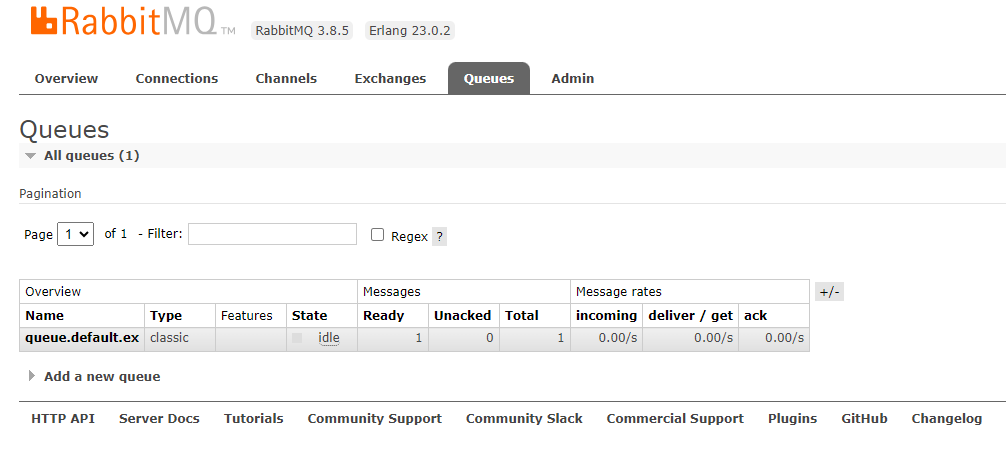 RabbitMQ TM RabbitMQ 3.8.5 Erlang 23.0.2
Overview Connections Channels Exchanges Queues Admin
Queues
All queues (1)
Pagination
Page 1 of 1 - Filter: Regex ?
Overview Messages Message rates +/-
Name Type Features State Ready Unacked Total incoming deliver / get ack
queue.default.ex classic idle 1 0 1 0.00/s 0.00/s 0.00/s
Add a new queue
HTTP API Server Docs Tutorials Community Support Community Slack Commercial Support Plugins GitHub Changelog